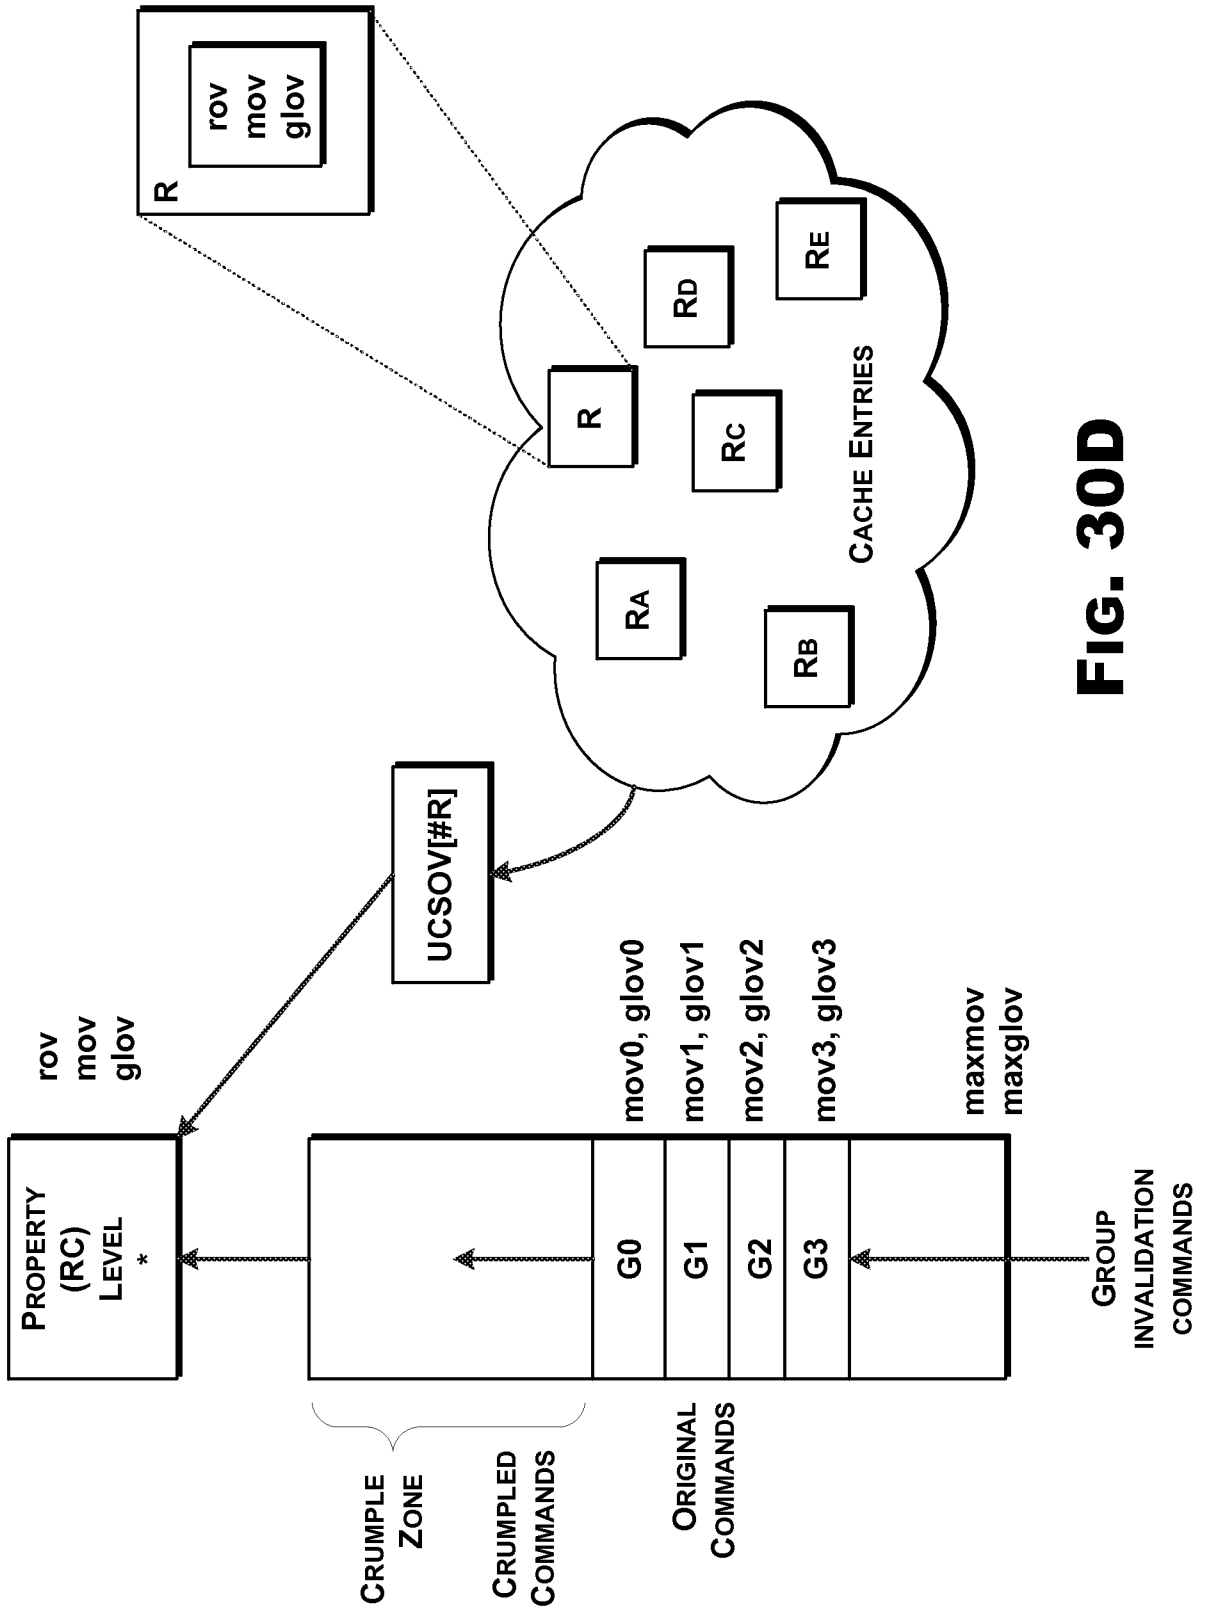 PROPERTY
(RC)
LEVEL
*
rov
mov
glov
CRUMPLE
ZONE
CRUMPLED
COMMANDS
ORIGINAL
COMMANDS
G0
G1
G2
G3
mov0, glov0
mov1, glov1
mov2, glov2
mov3, glov3
maxmov
maxglov
GROUP
INVALIDATION
COMMANDS
UCSOV[#R]
R
rov
mov
glov
R
RA
RB
RC
RD
RE
CACHE ENTRIES
FIG. 30D